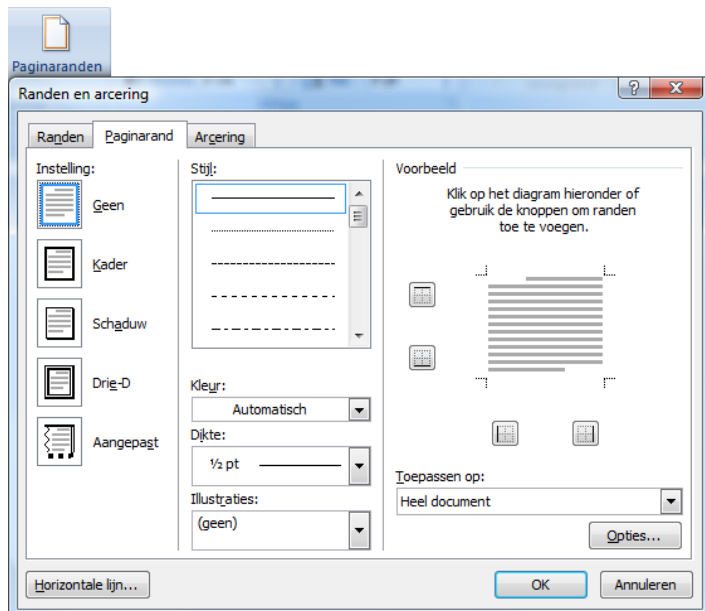 Paginaranden
Randen en arcering
Randen
Paginarand
Arcering
Instelling:
Geen
Kader
Schaduw
Drie-D
Aangepast
Stijl:
Kleur:
Automatisch
Dikte:
½ pt
Illustraties:
(geen)
Voorbeeld
Klik op het diagram hieronder of
gebruik de knoppen om randen
toe te voegen.
Toepassen op:
Heel document
Opties...
Horizontale lijn...
OK
Annuleren